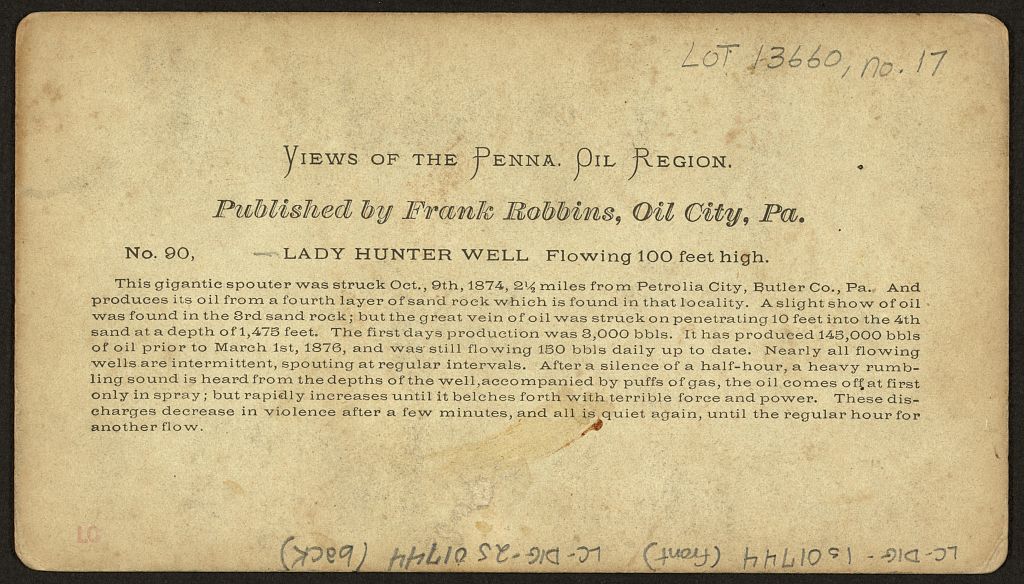 LOT 13660, no. 17
VIEWS OF THE PENNA. OIL REGION.
Published by Frank Robbins, Oil City, Pa.
No. 90, — LADY HUNTER WELL Flowing 100 feet high.
This gigantic spouter was struck Oct., 9th, 1874, 2¼ miles from Petrolia City, Butler Co., Pa. And
produces its oil from a fourth layer of sand rock which is found in that locality. A slight show of oil
was found in the 3rd sand rock; but the great vein of oil was struck on penetrating 10 feet into the 4th
sand at a depth of 1,475 feet. The first days production was 3,000 bbls. It has produced 145,000 bbls
of oil prior to March 1st, 1876, and was still flowing 150 bbls daily up to date. Nearly all flowing
wells are intermittent, spouting at regular intervals. After a silence of a half-hour, a heavy rumb-
ling sound is heard from the depths of the well, accompanied by puffs of gas, the oil comes off at first
only in spray; but rapidly increases until it belches forth with terrible force and power. These dis-
charges decrease in violence after a few minutes, and all is quiet again, until the regular hour for
another flow.
LC
LC-DIG-1s01744 (front) LC-DIG-2S01744 (back)